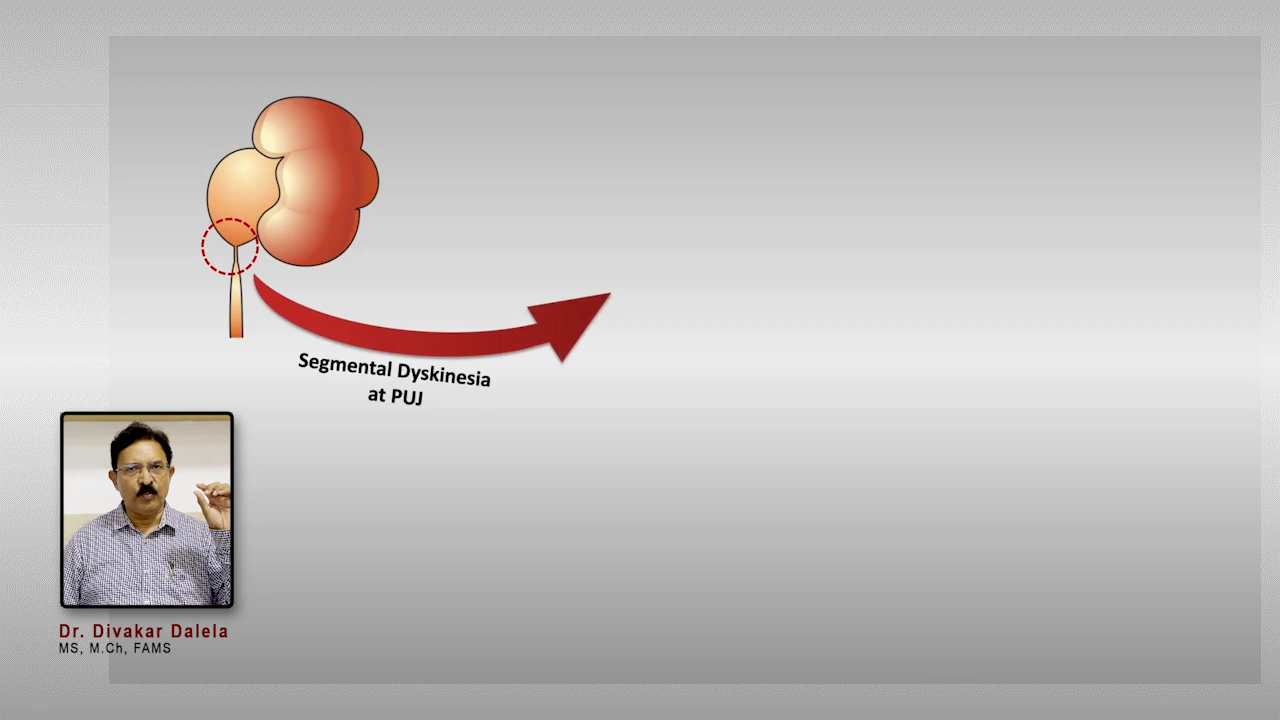 Segmental Dyskinesia
at PUJ
Dr. Divakar Dalela
MS, M.Ch, FAMS